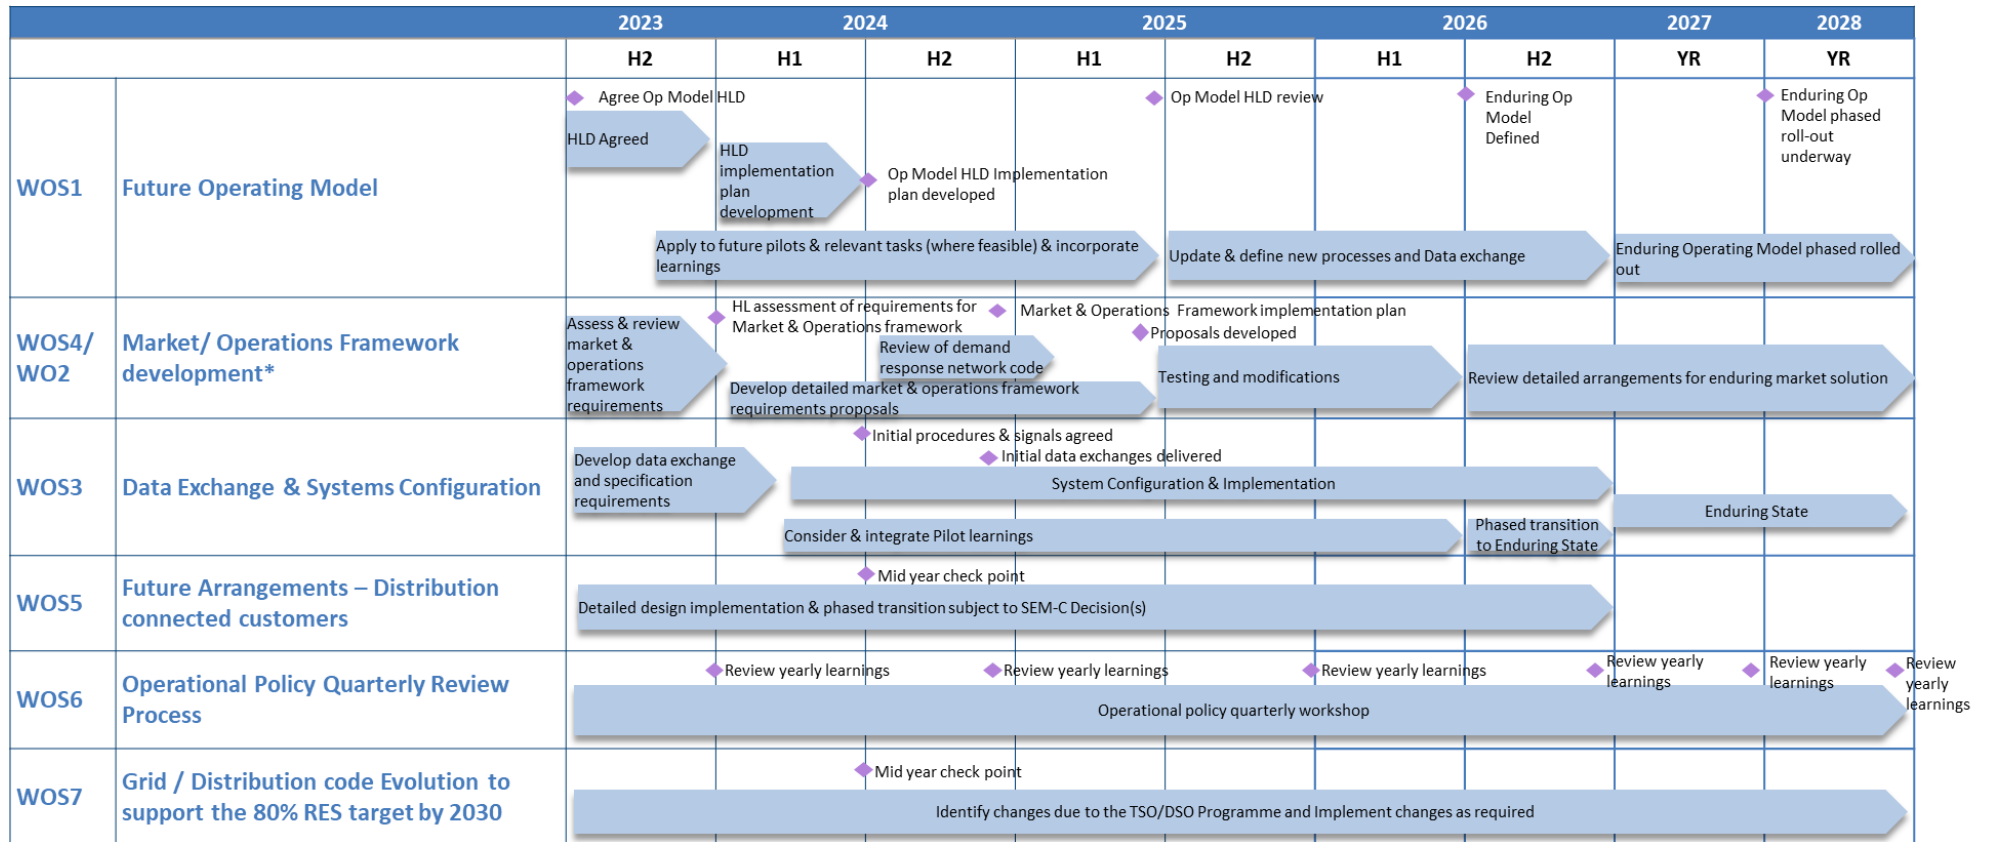 2023 2024 2025 2026 2027 2028
H2 H1 H2 H1 H2 H1 H2 YR YR
WOS1
Future Operating Model
Agree Op Model HLD
HLD Agreed
HLD
implementation
plan
development
Op Model HLD Implementation
plan developed
Op Model HLD review
Enduring Op
Model
Defined
Enduring Op
Model phased
roll-out
underway
Apply to future pilots & relevant tasks (where feasible) & incorporate
learnings
Update & define new processes and Data exchange
Enduring Operating Model phased rolled
out
WOS4/
WO2
Market/ Operations Framework
development*
Assess & review
market &
operations
framework
requirements
HL assessment of requirements for
Market & Operations framework
Market & Operations Framework implementation plan
Proposals developed
Review of demand
response network code
Develop detailed market & operations framework
requirements proposals
Testing and modifications
Review detailed arrangements for enduring market solution
WOS3
Data Exchange & Systems Configuration
Initial procedures & signals agreed
Initial data exchanges delivered
Develop data exchange
and specification
requirements
System Configuration & Implementation
Consider & integrate Pilot learnings
Phased transition
to Enduring State
Enduring State
WOS5
Future Arrangements – Distribution
connected customers
Mid year check point
Detailed design implementation & phased transition subject to SEM-C Decision(s)
WOS6
Operational Policy Quarterly Review
Process
Review yearly learnings
Review yearly learnings
Review yearly learnings
Review yearly
learnings
Review yearly
learnings
Review
yearly
learnings
Operational policy quarterly workshop
WOS7
Grid / Distribution code Evolution to
support the 80% RES target by 2030
Mid year check point
Identify changes due to the TSO/DSO Programme and Implement changes as required